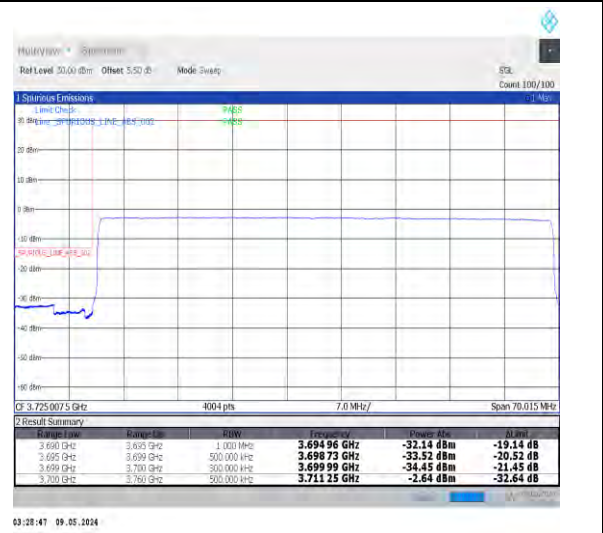 MultiView Spectrum
Ref Level 30.00 dBm Offset 5.50 dB Mode Sweep SGL
Count 100/100
1 Spurious Emissions 1 Max
Limit Check PASS
30 dBm Line _SPURIOUS_LINE_ABS_002 PASS
20 dBm
10 dBm
0 dBm
-10 dBm
_SPURIOUS_LINE_ABS_002
-20 dBm
-30 dBm
-40 dBm
-50 dBm
-60 dBm
CF 3.7250075 GHz 4004 pts 7.0 MHz/ Span 70.015 MHz
2 Result Summary
Range Low Range Up RBW Frequency Power Abs ΔLimit
3.690 GHz 3.695 GHz 1.000 MHz 3.694 96 GHz -32.14 dBm -19.14 dB
3.695 GHz 3.699 GHz 500.000 kHz 3.698 73 GHz -33.52 dBm -20.52 dB
3.699 GHz 3.700 GHz 300.000 kHz 3.699 99 GHz -34.45 dBm -21.45 dB
3.700 GHz 3.760 GHz 500.000 kHz 3.711 25 GHz -2.64 dBm -32.64 dB
03:28:47 09.05.2024